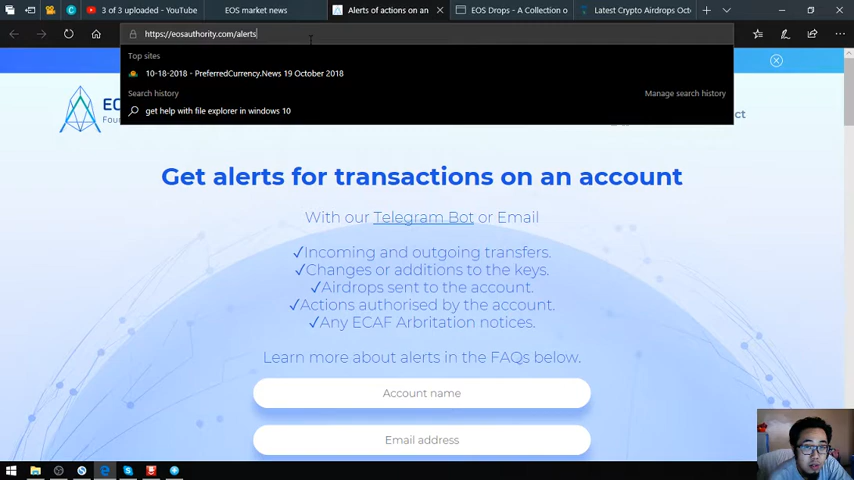 3 of 3 uploaded - YouTube
EOS market news
Alerts of actions on an
EOS Drops - A Collection o
Latest Crypto Airdrops Oct
https://eosauthority.com/alerts
Top sites
10-18-2018 - PreferredCurrency.News 19 October 2018
Search history
Manage search history
get help with file explorer in windows 10
Get alerts for transactions on an account
With our Telegram Bot or Email
✓Incoming and outgoing transfers.
✓Changes or additions to the keys.
✓Airdrops sent to the account.
✓Actions authorised by the account.
✓Any ECAF Arbritation notices.
Learn more about alerts in the FAQs below.
Account name
Email address